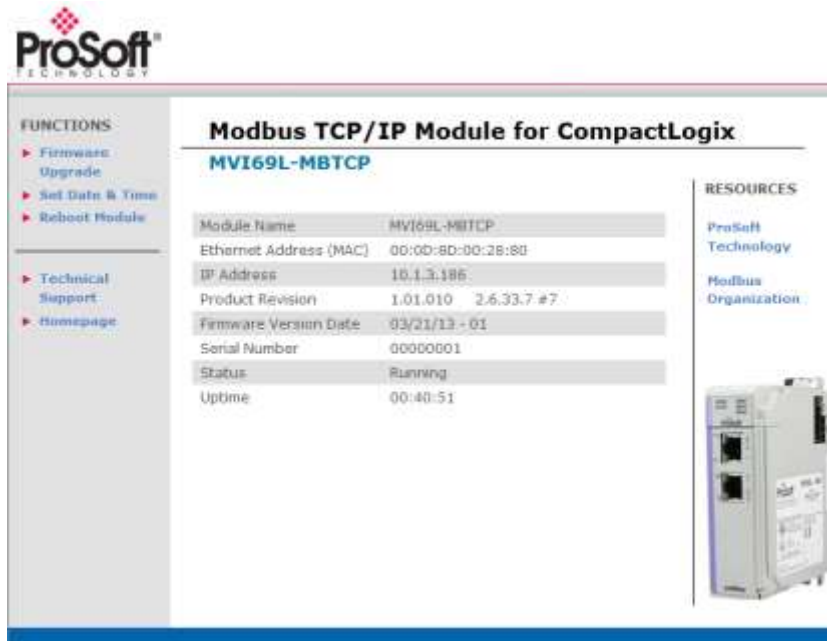 ProSoft®
TECHNOLOGY
FUNCTIONS
Firmware
Upgrade
Set Date & Time
Reboot Module
Technical
Support
Homepage
Modbus TCP/IP Module for CompactLogix
MVI69L-MBTCP
Module Name MVI69L-MBTCP
Ethernet Address (MAC) 00:0D:8D:00:28:80
IP Address 10.1.3.186
Product Revision 1.01.010 2.6.33.7 #7
Firmware Version Date 03/21/13 - 01
Serial Number 00000001
Status Running
Uptime 00:40:51
RESOURCES
ProSoft
Technology
Modbus
Organization